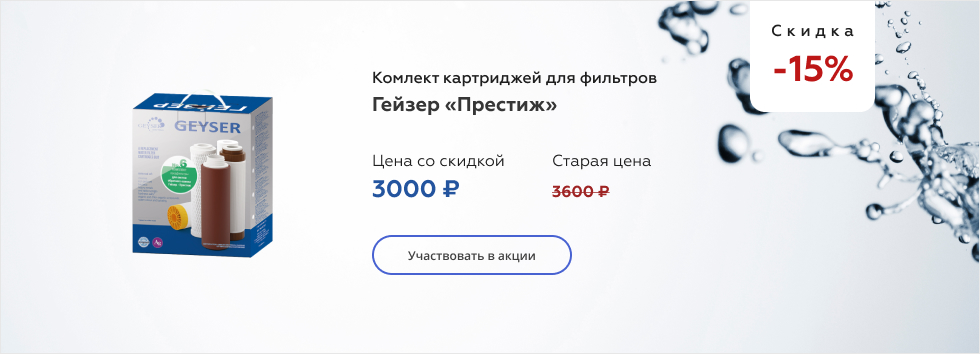 Скидка
-15%
Комлект картриджей для фильтров
Гейзер «Престиж»
Цена со скидкой
Старая цена
3000 ₽
3600 ₽
Участвовать в акции
ГЕЙЗЕР
GEYSER
№6